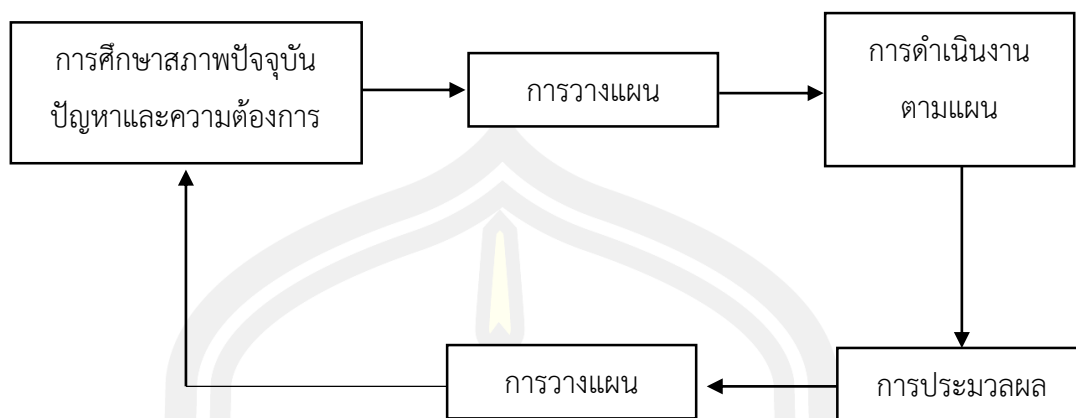 การศึกษาสภาพปัจจุบัน
ปัญหาและความต้องการ
การวางแผน
การดำเนินงาน
ตามแผน
การวางแผน
การประมวลผล